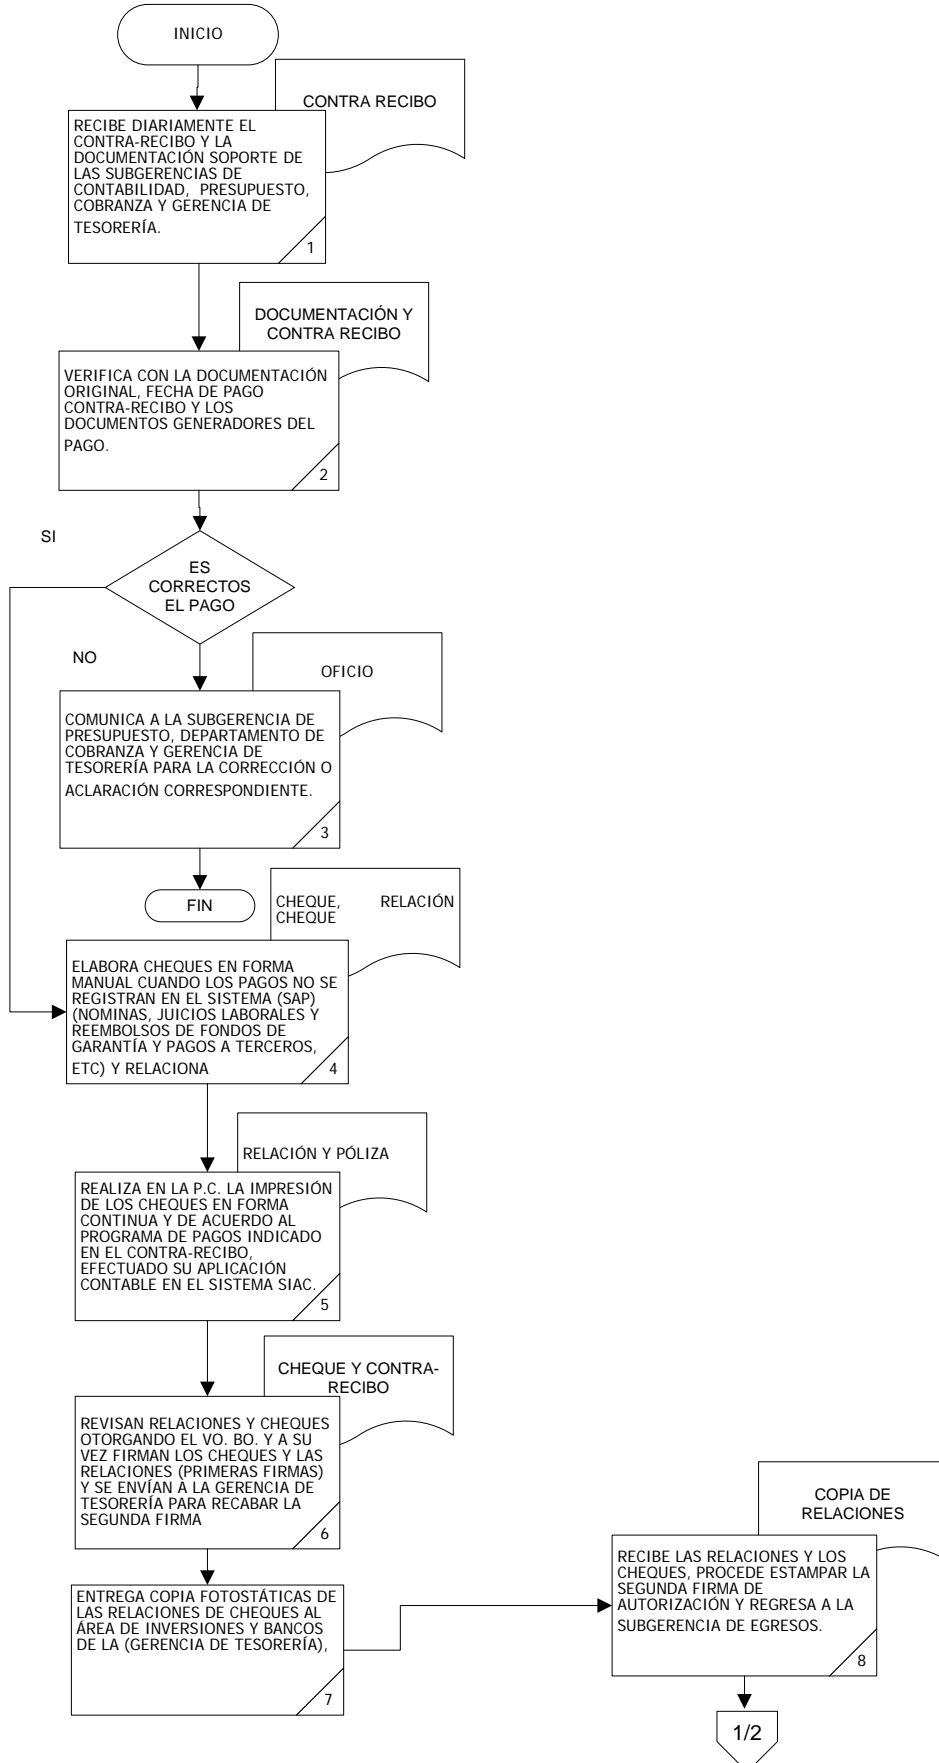 INICIO
CONTRA RECIBO
RECIBE DIARIAMENTE EL
CONTRA-RECIBO Y LA
DOCUMENTACIÓN SOPORTE DE
LAS SUBGERENCIAS DE
CONTABILIDAD, PRESUPUESTO,
COBRANZA Y GERENCIA DE
TESORERÍA.
1
DOCUMENTACIÓN Y
CONTRA RECIBO
VERIFICA CON LA DOCUMENTACIÓN
ORIGINAL, FECHA DE PAGO
CONTRA-RECIBO Y LOS
DOCUMENTOS GENERADORES DEL
PAGO.
2
SI
ES
CORRECTOS
EL PAGO
NO
OFICIO
COMUNICA A LA SUBGERENCIA DE
PRESUPUESTO, DEPARTAMENTO DE
COBRANZA Y GERENCIA DE
TESORERÍA PARA LA CORRECCIÓN O
ACLARACIÓN CORRESPONDIENTE.
3
FIN
CHEQUE, RELACIÓN
CHEQUE
ELABORA CHEQUES EN FORMA
MANUAL CUANDO LOS PAGOS NO SE
REGISTRAN EN EL SISTEMA (SAP)
(NOMINAS, JUICIOS LABORALES Y
REEMBOLSOS DE FONDOS DE
GARANTÍA Y PAGOS A TERCEROS,
ETC) Y RELACIONA
4
RELACIÓN Y PÓLIZA
REALIZA EN LA P.C. LA IMPRESIÓN
DE LOS CHEQUES EN FORMA
CONTINUA Y DE ACUERDO AL
PROGRAMA DE PAGOS INDICADO
EN EL CONTRA-RECIBO,
EFECTUADO SU APLICACIÓN
CONTABLE EN EL SISTEMA SIAC.
5
CHEQUE Y CONTRA-
RECIBO
REVISAN RELACIONES Y CHEQUES
OTORGANDO EL VO. BO. Y A SU
VEZ FIRMAN LOS CHEQUES Y LAS
RELACIONES (PRIMERAS FIRMAS)
Y SE ENVÍAN A LA GERENCIA DE
TESORERÍA PARA RECABAR LA
SEGUNDA FIRMA
6
ENTREGA COPIA FOTOSTÁTICAS DE
LAS RELACIONES DE CHEQUES AL
ÁREA DE INVERSIONES Y BANCOS
DE LA (GERENCIA DE TESORERÍA),
7
COPIA DE
RELACIONES
RECIBE LAS RELACIONES Y LOS
CHEQUES, PROCEDE ESTAMPAR LA
SEGUNDA FIRMA DE
AUTORIZACIÓN Y REGRESA A LA
SUBGERENCIA DE EGRESOS.
8
1/2